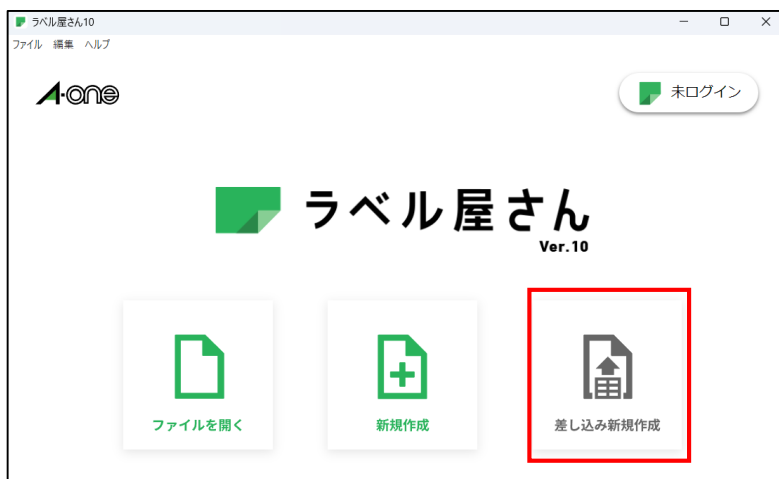 ラベル屋さん10
ファイル 編集 ヘルプ
A-one
未ログイン
ラベル屋さん
Ver.10
ファイルを開く
新規作成
差し込み新規作成